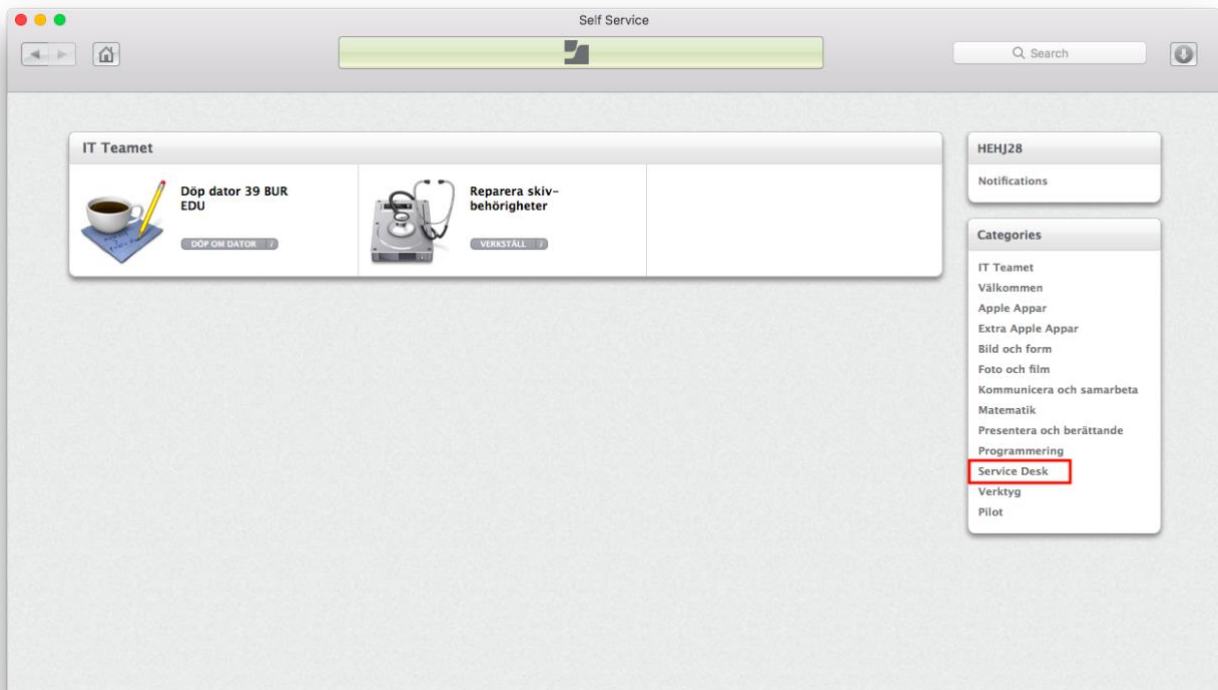 Self Service
Search
IT Teamet
Döp dator 39 BUR
EDU
DÖP OM DATOR i
Reparera skiv-
behörigheter
VERKSTÄLL i
HEHJ28
Notifications
Categories
IT Teamet
Välkommen
Apple Appar
Extra Apple Appar
Bild och form
Foto och film
Kommunicera och samarbeta
Matematik
Presentera och berättande
Programmering
Service Desk
Verktyg
Pilot